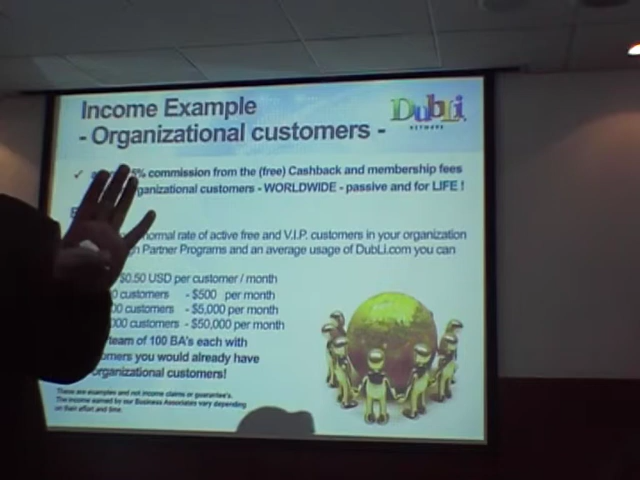 Income Example
- Organizational customers -
DubLi
NETWORK
✓ % commission from the (free) Cashback and membership fees
organizational customers - WORLDWIDE - passive and for LIFE !
normal rate of active free and V.I.P. customers in your organization
Partner Programs and an average usage of DubLi.com you can
$0.50 USD per customer / month
customers - $500 per month
customers - $5,000 per month
customers - $50,000 per month
team of 100 BA's each with
you would already have
organizational customers!
These are examples and not income claims or guarantee's.
The income earned by our Business Associates vary depending
on their effort and time.